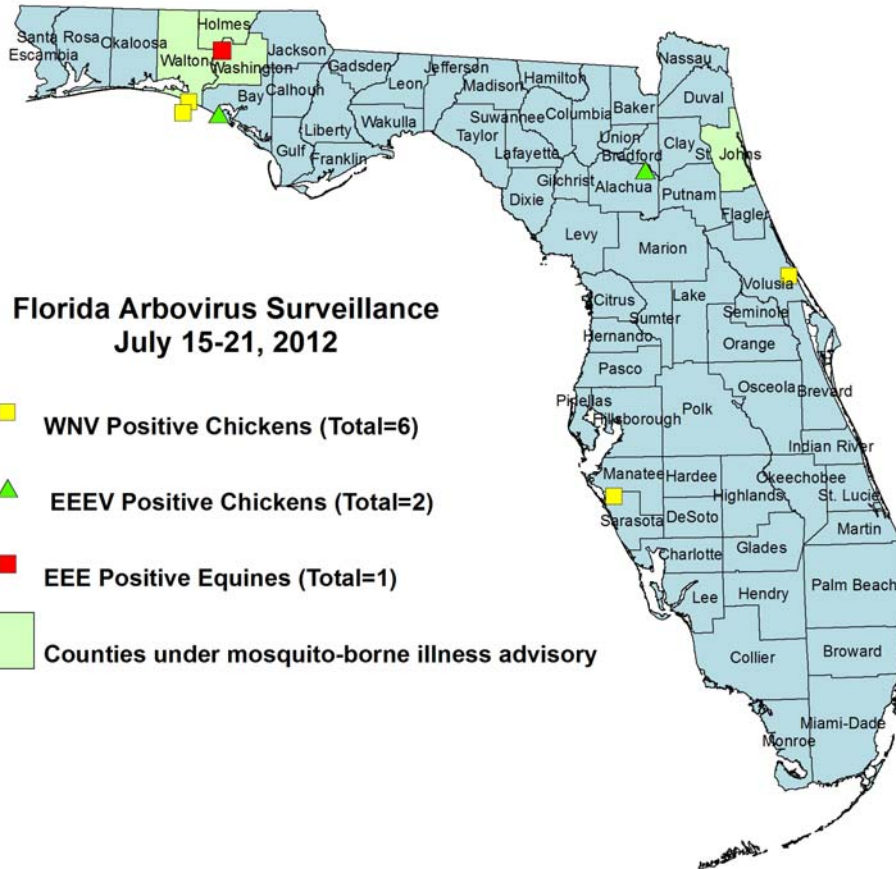 Holmes
Santa Rosa
Okaloosa
Jackson
Nassau
Escambia
Walton
Washington
Gadsden
Jefferson
Hamilton
Madison
Leon
Duval
Bay
Calhoun
Baker
Suwannee
Columbia
Liberty
Wakulla
Taylor
Union
Clay
St. Johns
Gulf
Franklin
Lafayette
Bradford
Gilchrist
Alachua
Putnam
Dixie
Flagler
Levy
Marion
Volusia
Florida Arbovirus Surveillance
July 15-21, 2012
Citrus
Lake
Sumter
Seminole
Hernando
Orange
Pasco
Osceola
Brevard
Pinellas
Hillsborough
Polk
WNV Positive Chickens (Total=6)
Indian River
Manatee
Hardee
Okeechobee
Highlands
St. Lucie
EEEV Positive Chickens (Total=2)
Sarasota
DeSoto
Martin
Charlotte
Glades
EEE Positive Equines (Total=1)
Lee
Hendry
Palm Beach
Counties under mosquito-borne illness advisory
Collier
Broward
Miami-Dade
Monroe